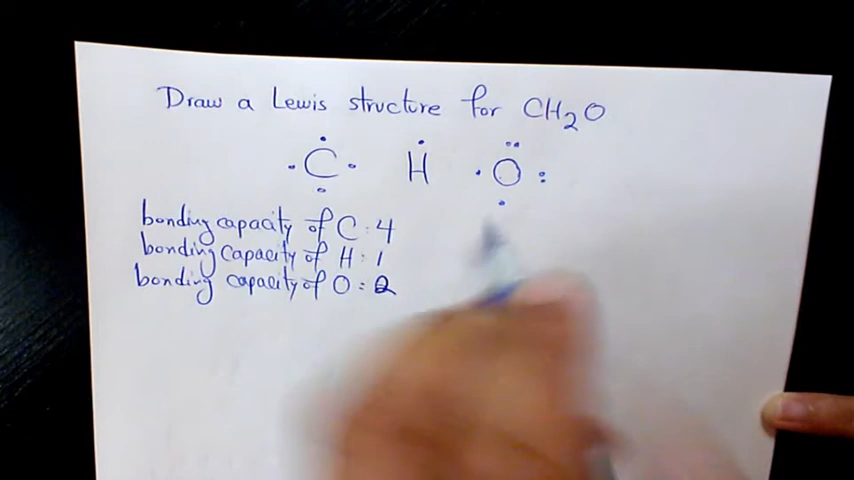 Draw a Lewis structure for CH₂O
C H O
bonding capacity of C: 4
bonding capacity of H: 1
bonding capacity of O: 2